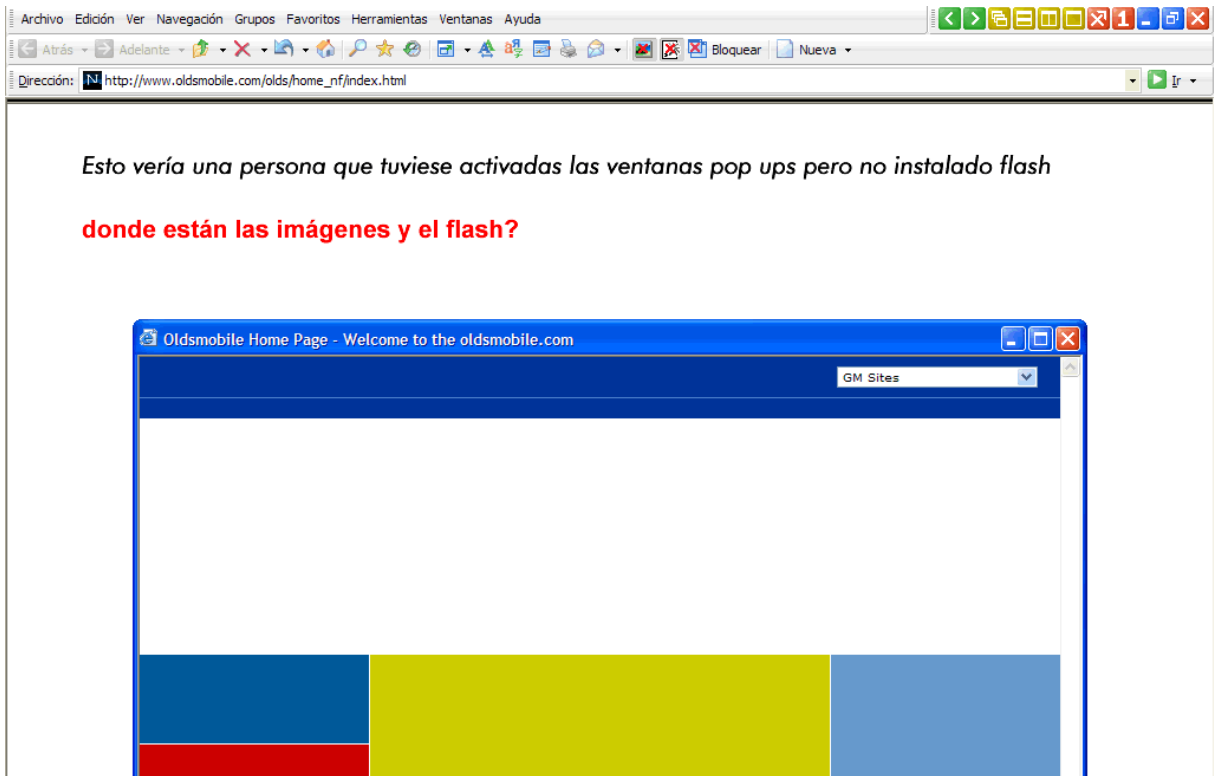 Archivo Edición Ver Navegación Grupos Favoritos Herramientas Ventanas Ayuda
1
Atrás Adelante Bloquear Nueva
Dirección: N http://www.oldsmobile.com/olds/home_nf/index.html Ir
Esto vería una persona que tuviese activadas las ventanas pop ups pero no instalado flash
donde están las imágenes y el flash?
Oldsmobile Home Page - Welcome to the oldsmobile.com
GM Sites